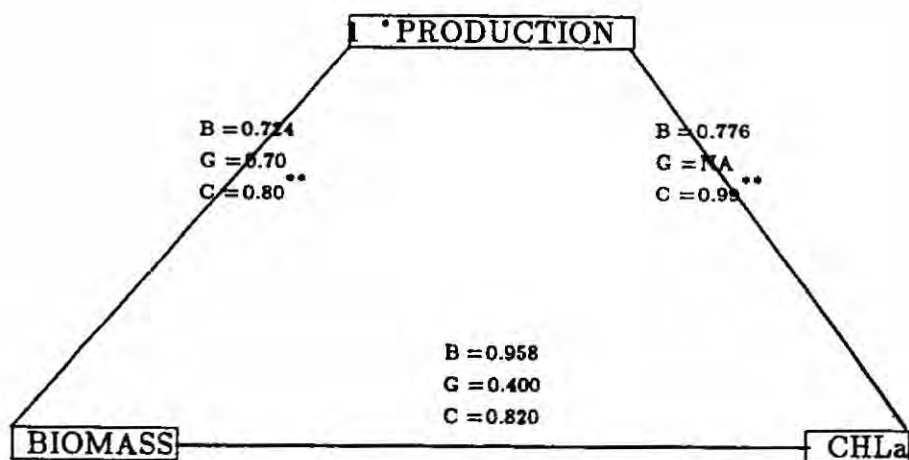 1 ° PRODUCTION
B = 0.724
G = 0.70
C = 0.80 **
B = 0.776
G = NA
C = 0.99 **
B = 0.958
G = 0.400
C = 0.820
BIOMASS
CHLa